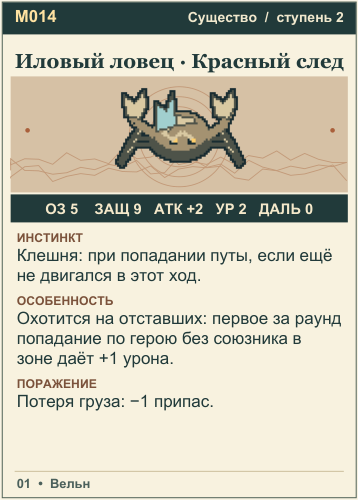 M014
Существо / ступень 2
Иловый ловец · Красный след
ОЗ 5 ЗАЩ 9 АТК +2 УР 2 ДАЛЬ 0
ИНСТИНКТ
Клешня: при попадании путы, если ещё
не двигался в этот ход.
ОСОБЕННОСТЬ
Охотится на отставших: первое за раунд
попадание по герою без союзника в
зоне даёт +1 урона.
ПОРАЖЕНИЕ
Потеря груза: −1 припас.
01 • Вельн